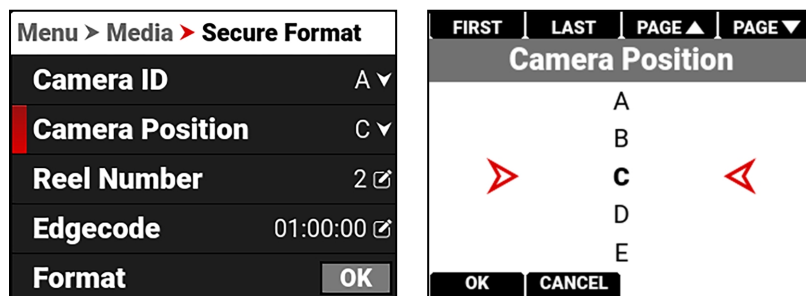 Menu > Media > Secure Format
Camera ID A
Camera Position C
Reel Number 2
Edgecode 01:00:00
Format OK
FIRST LAST PAGE▲ PAGE▼
Camera Position
A
B
C
D
E
OK CANCEL